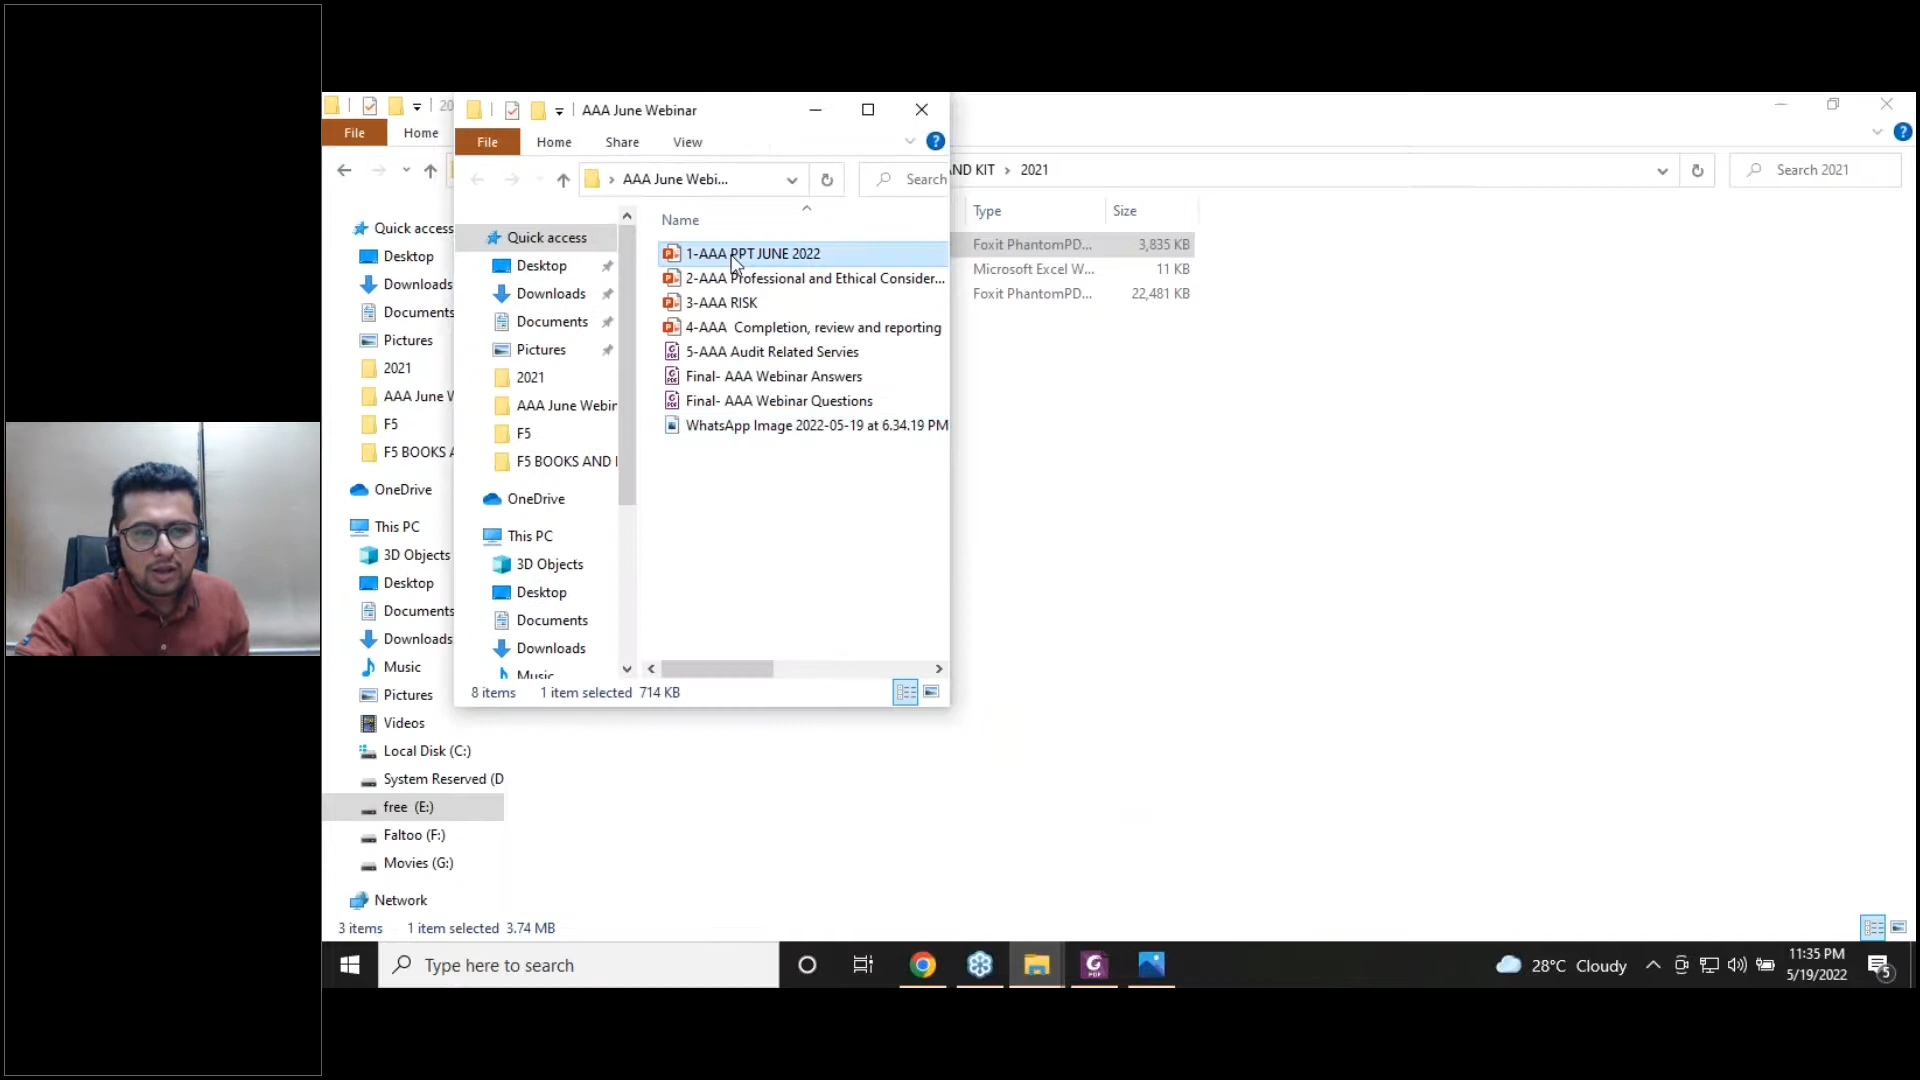 20
File
Home
Quick access
Desktop
Downloads
Documents
Pictures
2021
AAA June W
F5
F5 BOOKS A
OneDrive
This PC
3D Objects
Desktop
Documents
Downloads
Music
Pictures
Videos
Local Disk (C:)
System Reserved (D
free (E:)
Faltoo (F:)
Movies (G:)
Network
3 items 1 item selected 3.74 MB
AAA June Webinar
File Home Share View
AAA June Webi... Search
Name
Quick access
Desktop
Downloads
Documents
Pictures
2021
AAA June Webin
F5
F5 BOOKS AND
OneDrive
This PC
3D Objects
Desktop
Documents
Downloads
Music
1-AAA PPT JUNE 2022
2-AAA Professional and Ethical Consider...
3-AAA RISK
4-AAA Completion, review and reporting
5-AAA Audit Related Servies
Final- AAA Webinar Answers
Final- AAA Webinar Questions
WhatsApp Image 2022-05-19 at 6.34.19 PM
8 items 1 item selected 714 KB
ND KIT > 2021 Search 2021
Type Size
Foxit PhantomPD... 3,835 KB
Microsoft Excel W... 11 KB
Foxit PhantomPD... 22,481 KB
Type here to search
28°C Cloudy
11:35 PM
5/19/2022
5